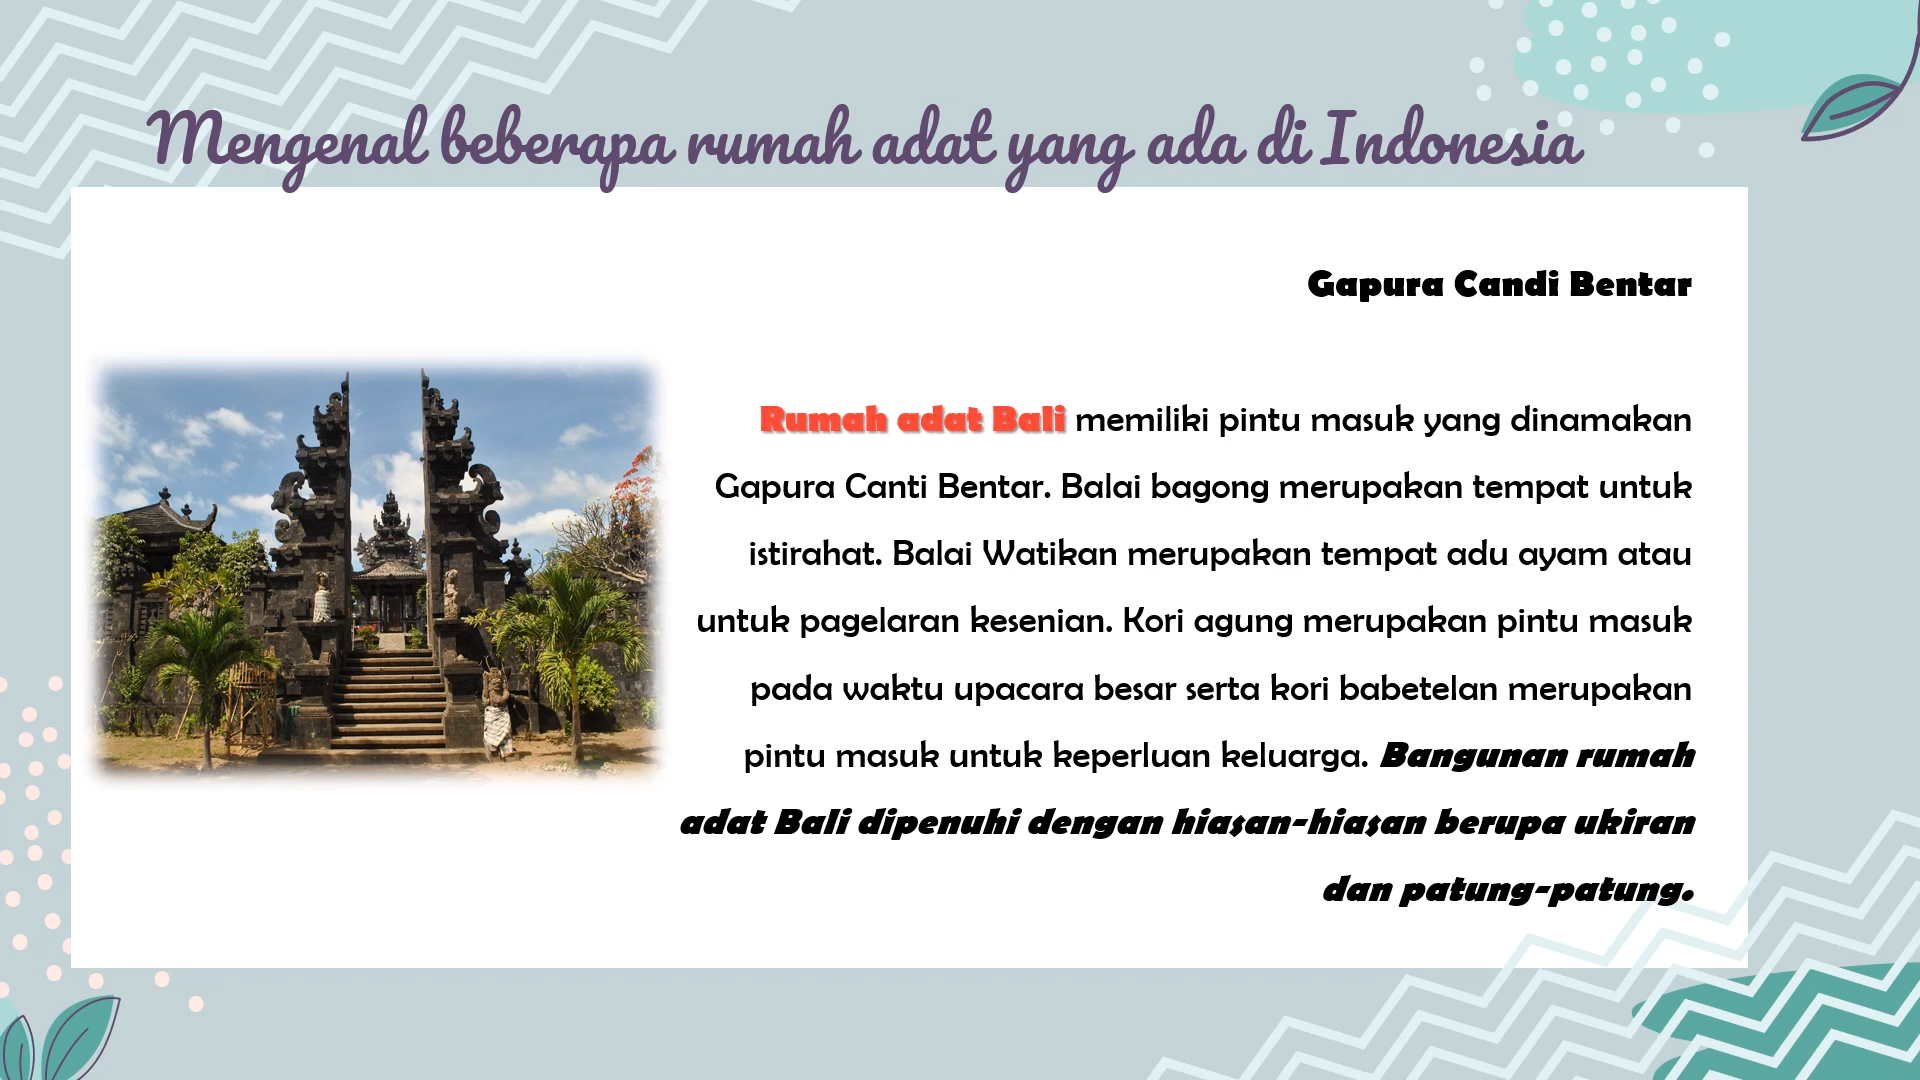 Mengenal beberapa rumah adat yang ada di Indonesia
Gapura Candi Bentar
Rumah adat Bali memiliki pintu masuk yang dinamakan
Gapura Canti Bentar. Balai bagong merupakan tempat untuk
istirahat. Balai Watikan merupakan tempat adu ayam atau
untuk pagelaran kesenian. Kori agung merupakan pintu masuk
pada waktu upacara besar serta kori babetelan merupakan
pintu masuk untuk keperluan keluarga. Bangunan rumah
adat Bali dipenuhi dengan hiasan-hiasan berupa ukiran
dan patung-patung.